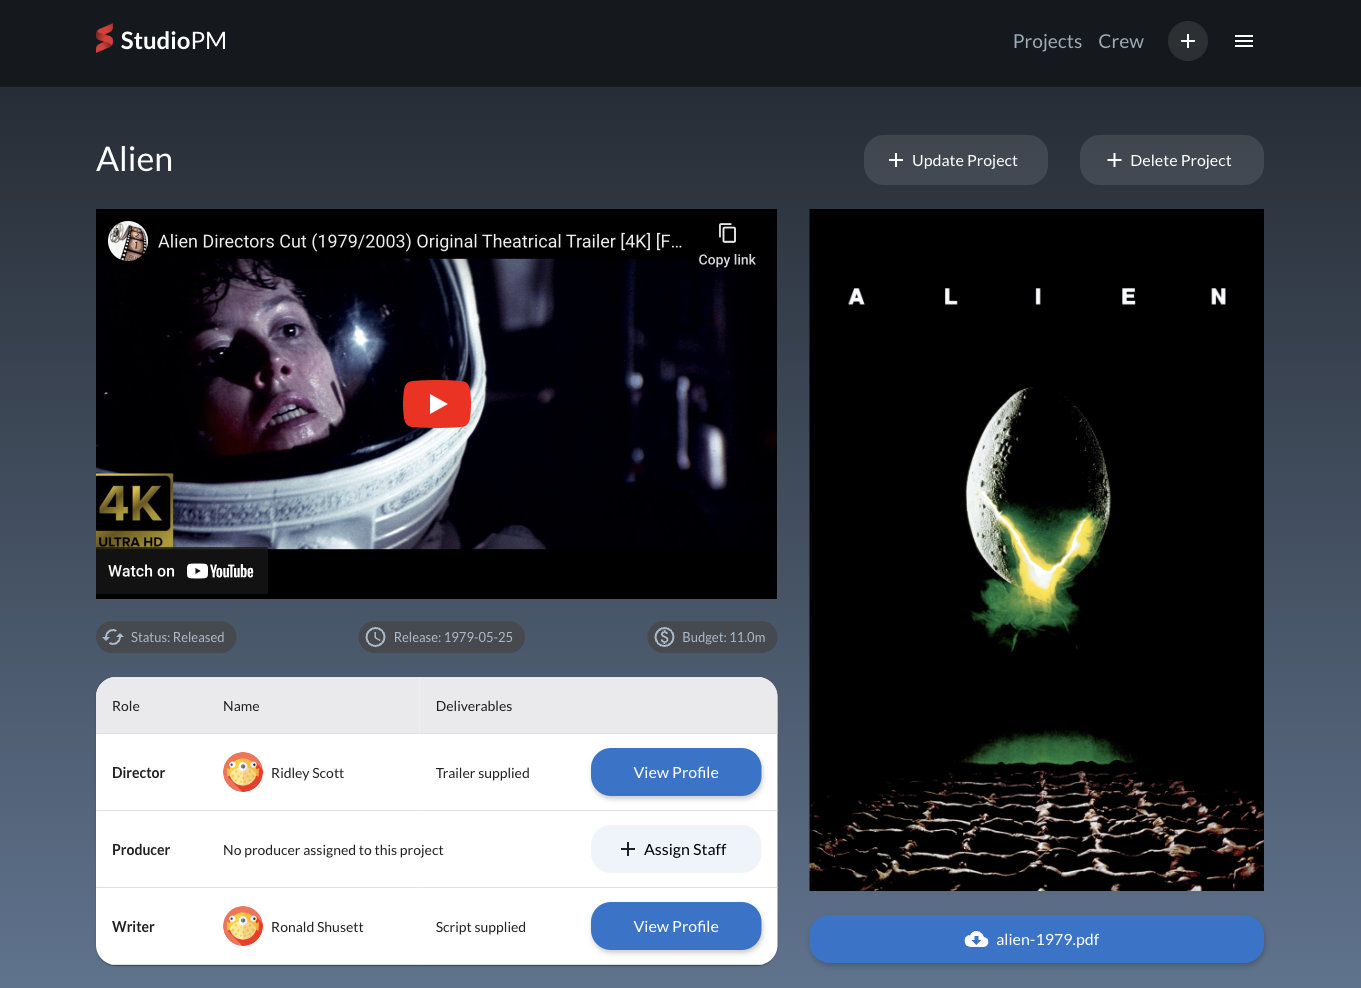 StudioPM
Projects
Crew
Alien
Update Project
Delete Project
Alien Directors Cut (1979/2003) Original Theatrical Trailer [4K] [F...
Copy link
4K
ULTRA HD
Watch on YouTube
Status: Released
Release: 1979-05-25
Budget: 11.0m
Role Name Deliverables
Director Ridley Scott Trailer supplied View Profile
Producer No producer assigned to this project Assign Staff
Writer Ronald Shusett Script supplied View Profile
A L I E N
alien-1979.pdf